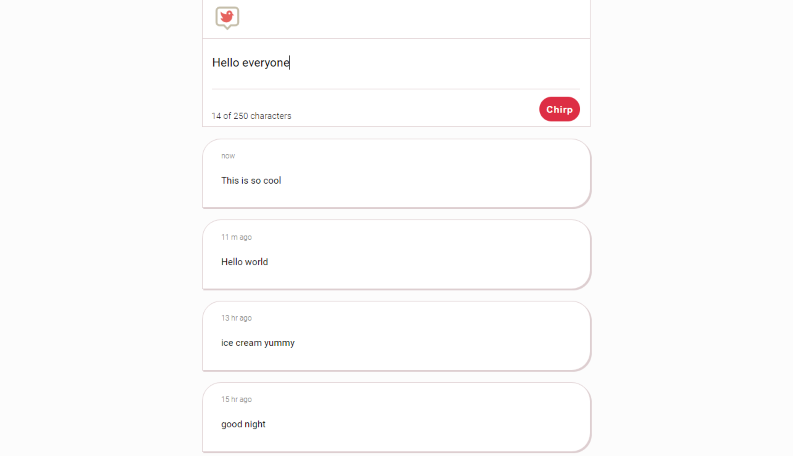 Hello everyone
14 of 250 characters
Chirp
now
This is so cool
11 m ago
Hello world
13 hr ago
ice cream yummy
15 hr ago
good night